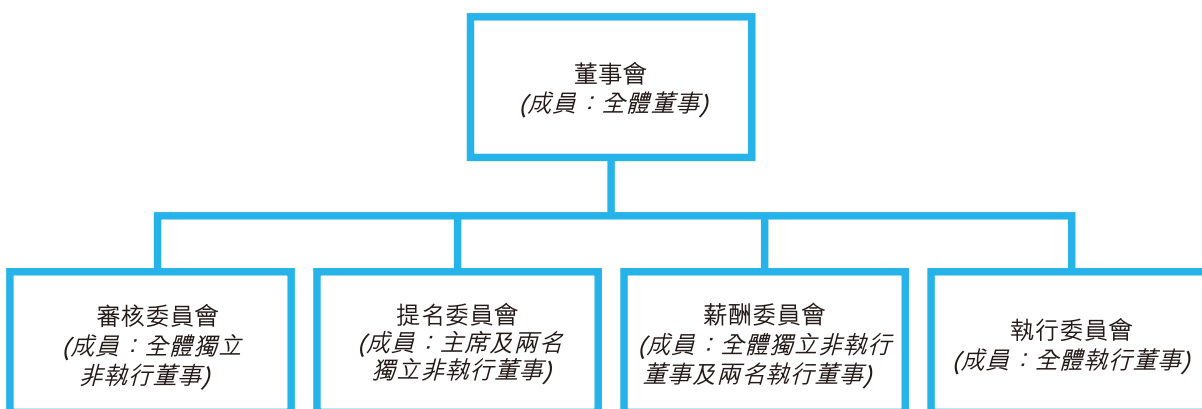 董事會
(成員：全體董事)
審核委員會
(成員：全體獨立
非執行董事)
提名委員會
(成員：主席及兩名
獨立非執行董事)
薪酬委員會
(成員：全體獨立非執行
董事及兩名執行董事)
執行委員會
(成員：全體執行董事)